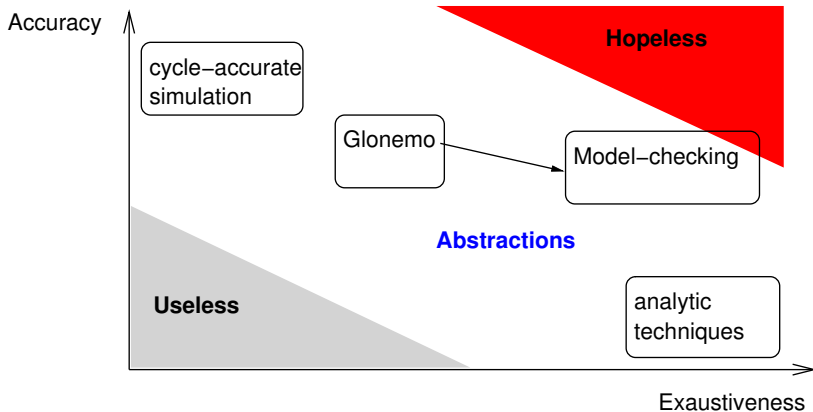 Accuracy
Hopeless
cycle−accurate
simulation
Glonemo
Model−checking
Abstractions
Useless
analytic
techniques
Exaustiveness